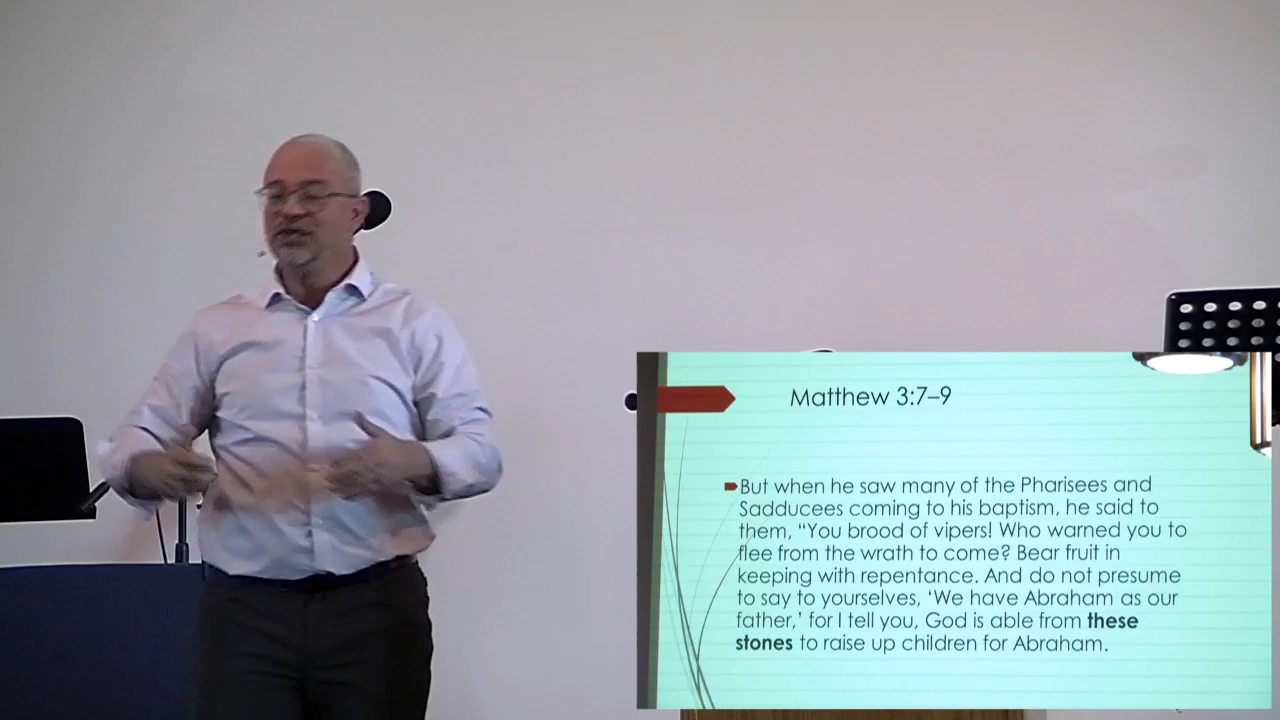 Matthew 3:7–9
But when he saw many of the Pharisees and
Sadducees coming to his baptism, he said to
them, “You brood of vipers! Who warned you to
flee from the wrath to come? Bear fruit in
keeping with repentance. And do not presume
to say to yourselves, ‘We have Abraham as our
father,’ for I tell you, God is able from these
stones to raise up children for Abraham.